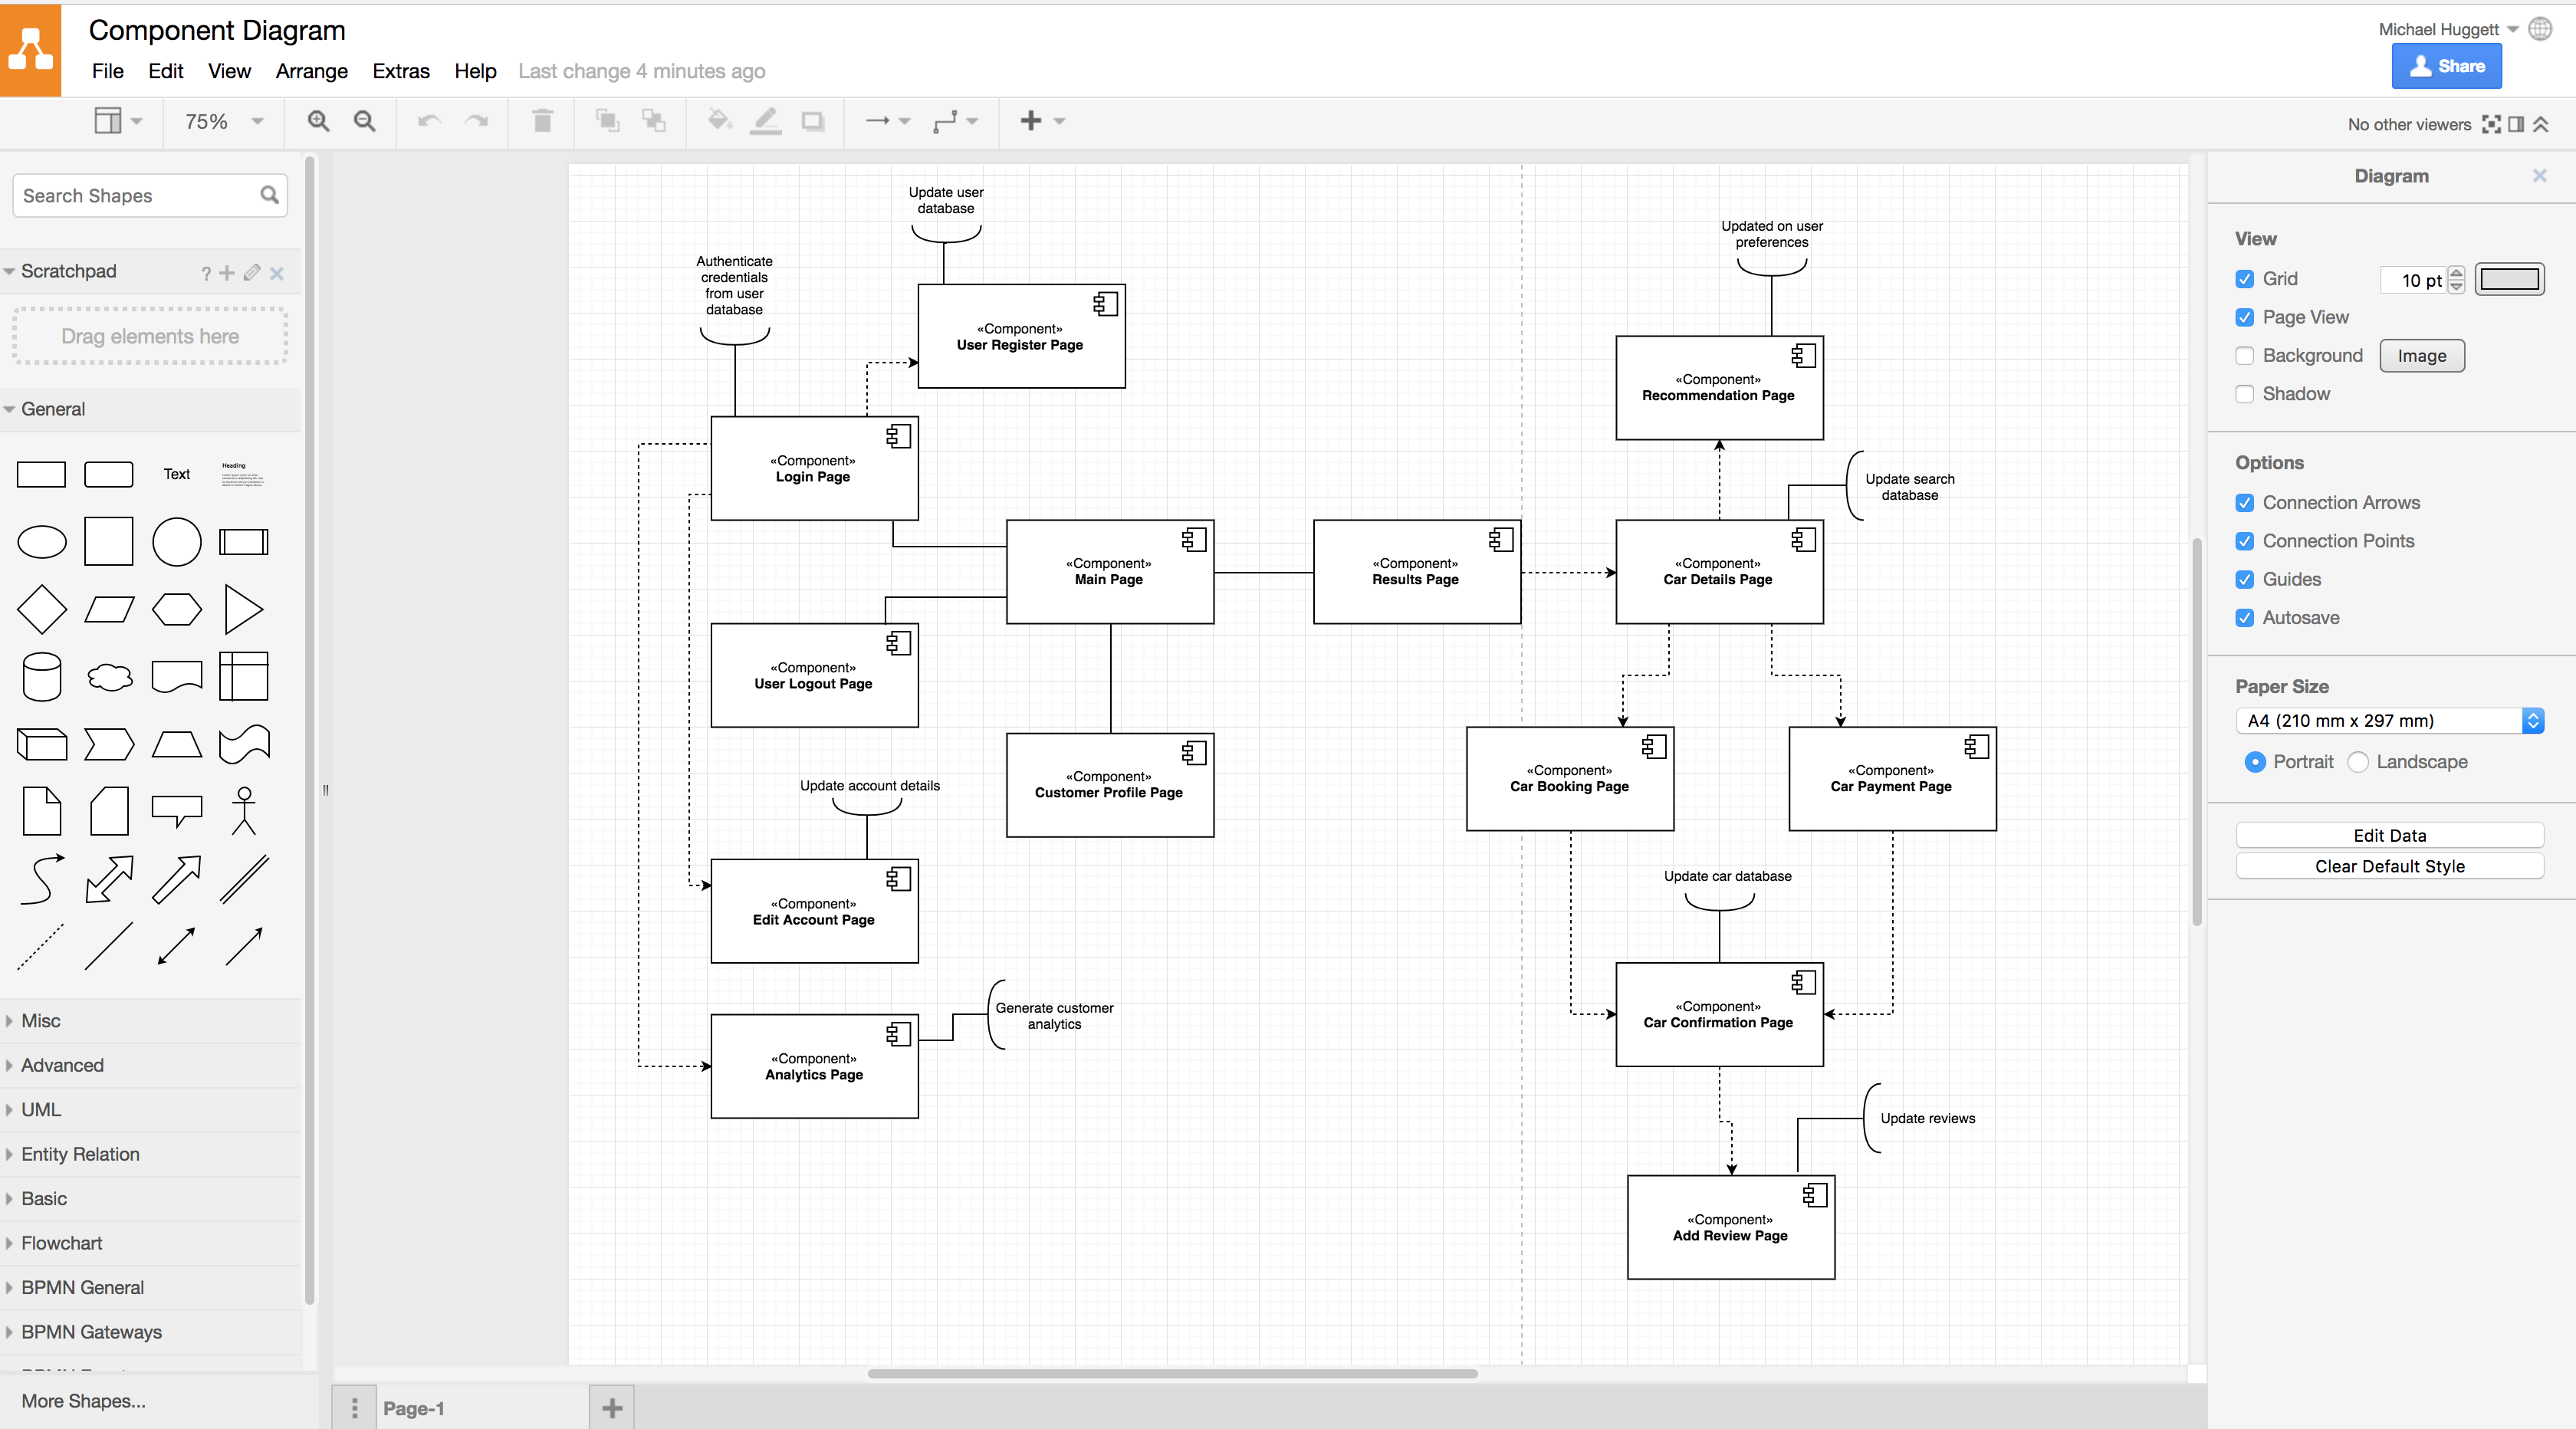 Component Diagram
File Edit View Arrange Extras Help Last change 4 minutes ago
Michael Huggett
Share
75%
No other viewers
Search Shapes
Scratchpad
?
Drag elements here
General
Text
Heading
Misc
Advanced
UML
Entity Relation
Basic
Flowchart
BPMN General
BPMN Gateways
More Shapes...
Update user
database
Authenticate
credentials
from user
database
«Component»
User Register Page
«Component»
Login Page
«Component»
Main Page
«Component»
Results Page
«Component»
User Logout Page
«Component»
Customer Profile Page
Update account details
«Component»
Edit Account Page
Generate customer
analytics
«Component»
Analytics Page
Updated on user
preferences
«Component»
Recommendation Page
Update search
database
«Component»
Car Details Page
«Component»
Car Booking Page
«Component»
Car Payment Page
Update car database
«Component»
Car Confirmation Page
Update reviews
«Component»
Add Review Page
Page-1
Diagram
View
Grid 10 pt
Page View
Background Image
Shadow
Options
Connection Arrows
Connection Points
Guides
Autosave
Paper Size
A4 (210 mm x 297 mm)
Portrait Landscape
Edit Data
Clear Default Style